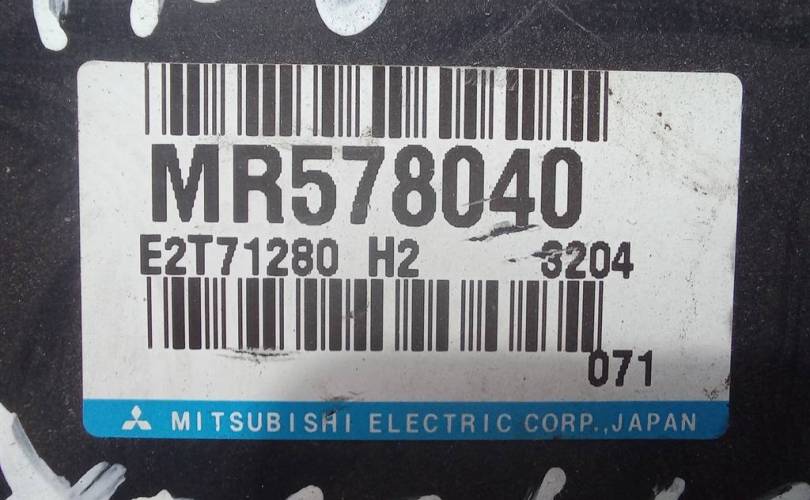 MR578040
E2T71280 H2 3204
071
MITSUBISHI ELECTRIC CORP.,JAPAN